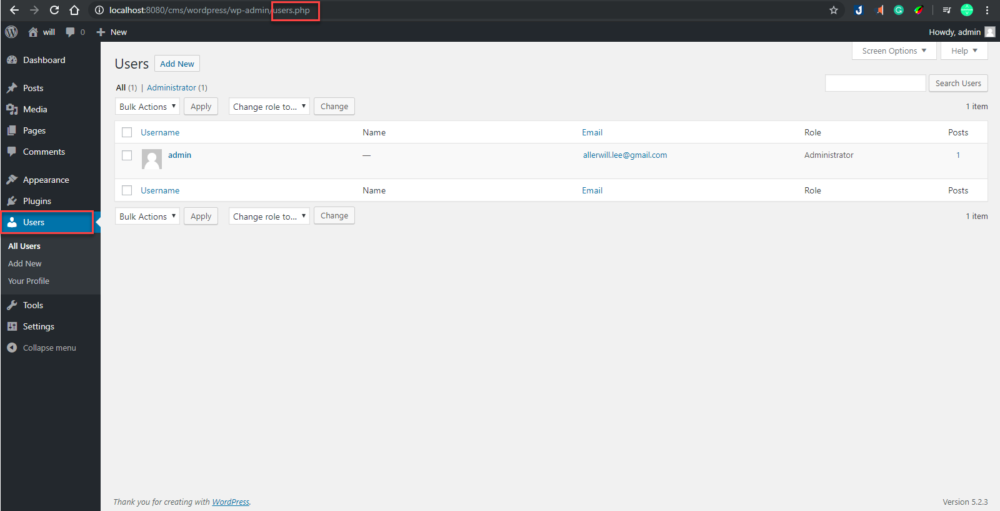 localhost:8080/cms/wordpress/wp-admin/users.php
will 0 New Howdy, admin
Screen Options Help
Dashboard
Posts
Media
Pages
Comments
Appearance
Plugins
Users
All Users
Add New
Your Profile
Tools
Settings
Collapse menu
Users Add New
All (1) | Administrator (1) Search Users
Bulk Actions Apply Change role to... Change 1 item
Username Name Email Role Posts
admin — allerwill.lee@gmail.com Administrator 1
Username Name Email Role Posts
Bulk Actions Apply Change role to... Change 1 item
Thank you for creating with WordPress. Version 5.2.3